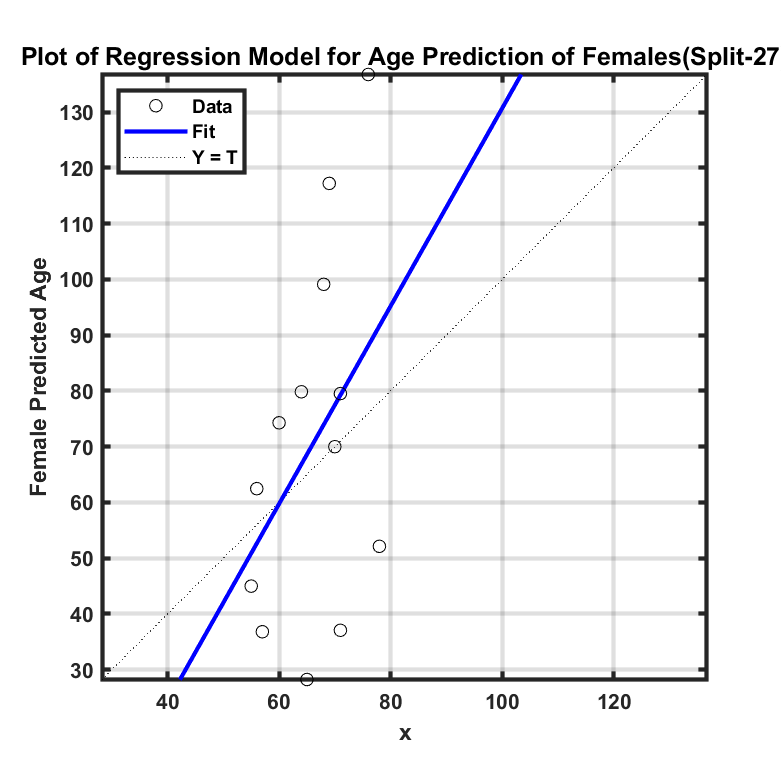 Plot of Regression Model for Age Prediction of Females(Split-27
Data
Fit
Y = T
130
120
110
100
90
80
70
60
50
40
30
Female Predicted Age
40 60 80 100 120
x